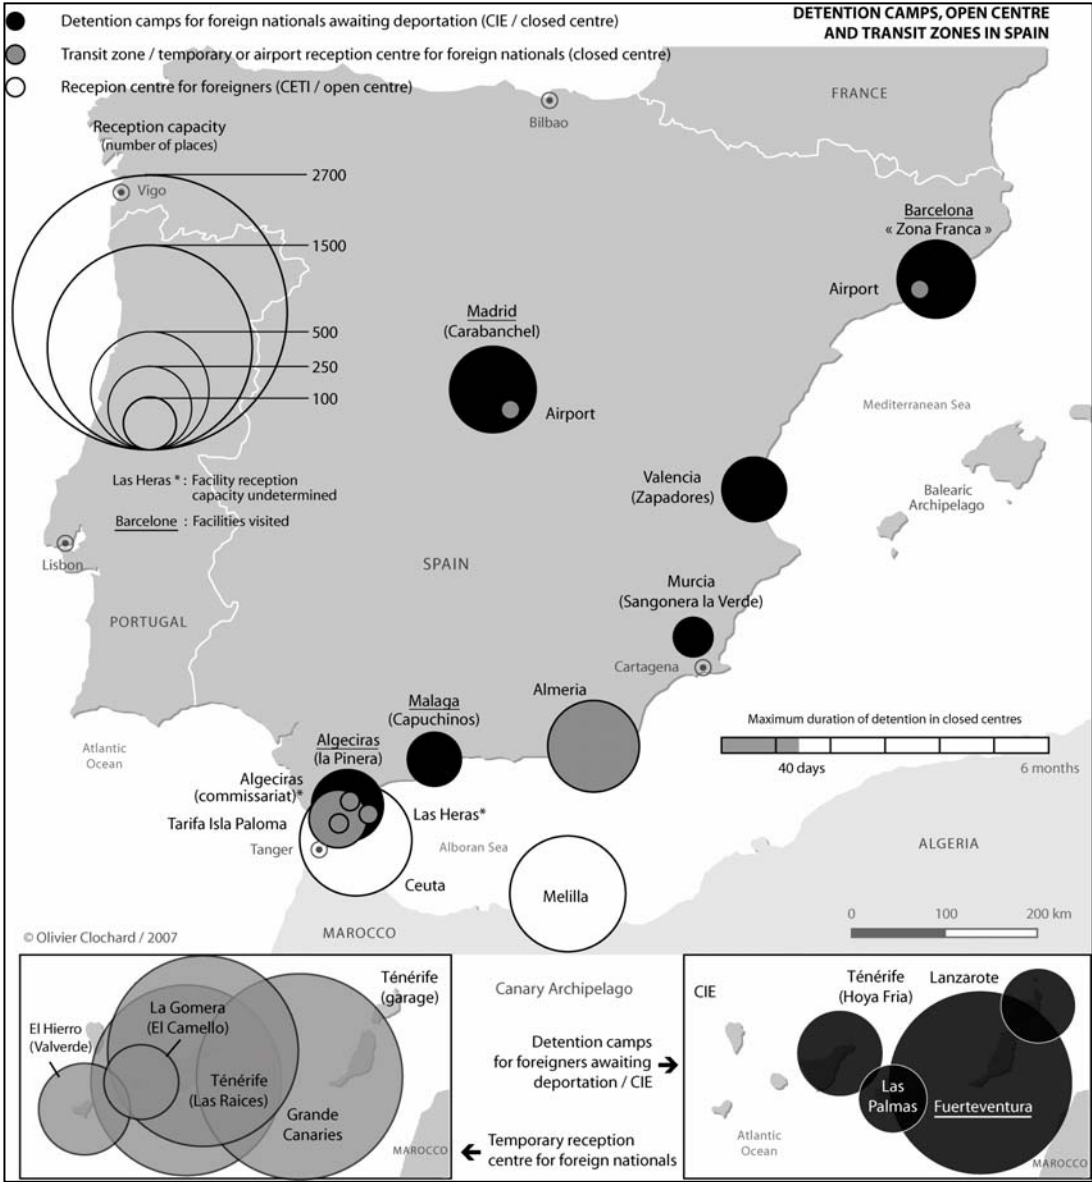 DETENTION CAMPS, OPEN CENTRE
AND TRANSIT ZONES IN SPAIN
Detention camps for foreign nationals awaiting deportation (CIE / closed centre)
Transit zone / temporary or airport reception centre for foreign nationals (closed centre)
Recepion centre for foreigners (CETI / open centre)
Reception capacity
(number of places)
2700
1500
500
250
100
Las Heras * : Facility reception
capacity undetermined
Barcelone : Facilities visited
FRANCE
Bilbao
Vigo
Barcelona
« Zona Franca »
Airport
Madrid
(Carabanchel)
Airport
Mediterranean Sea
Valencia
(Zapadores)
Balearic
Archipelago
Lisbon
SPAIN
PORTUGAL
Murcia
(Sangonera la Verde)
Cartagena
Almeria
Malaga
(Capuchinos)
Maximum duration of detention in closed centres
40 days
6 months
Atlantic
Ocean
Algeciras
(la Pinera)
Algeciras
(commissariat)*
Las Heras*
Tarifa Isla Paloma
Tanger
Alboran Sea
ALGERIA
Ceuta
Melilla
0
100
200 km
MAROCCO
© Olivier Clochard / 2007
Ténérife
(garage)
La Gomera
(El Camello)
El Hierro
(Valverde)
Ténérife
(Las Raices)
Grande
Canaries
MAROCCO
Canary Archipelago
Detention camps
for foreigners awaiting →
deportation / CIE
← Temporary reception
centre for foreign nationals
CIE
Ténérife
(Hoya Fria)
Lanzarote
Las
Palmas
Fuerteventura
Atlantic
Ocean
MAROCCO